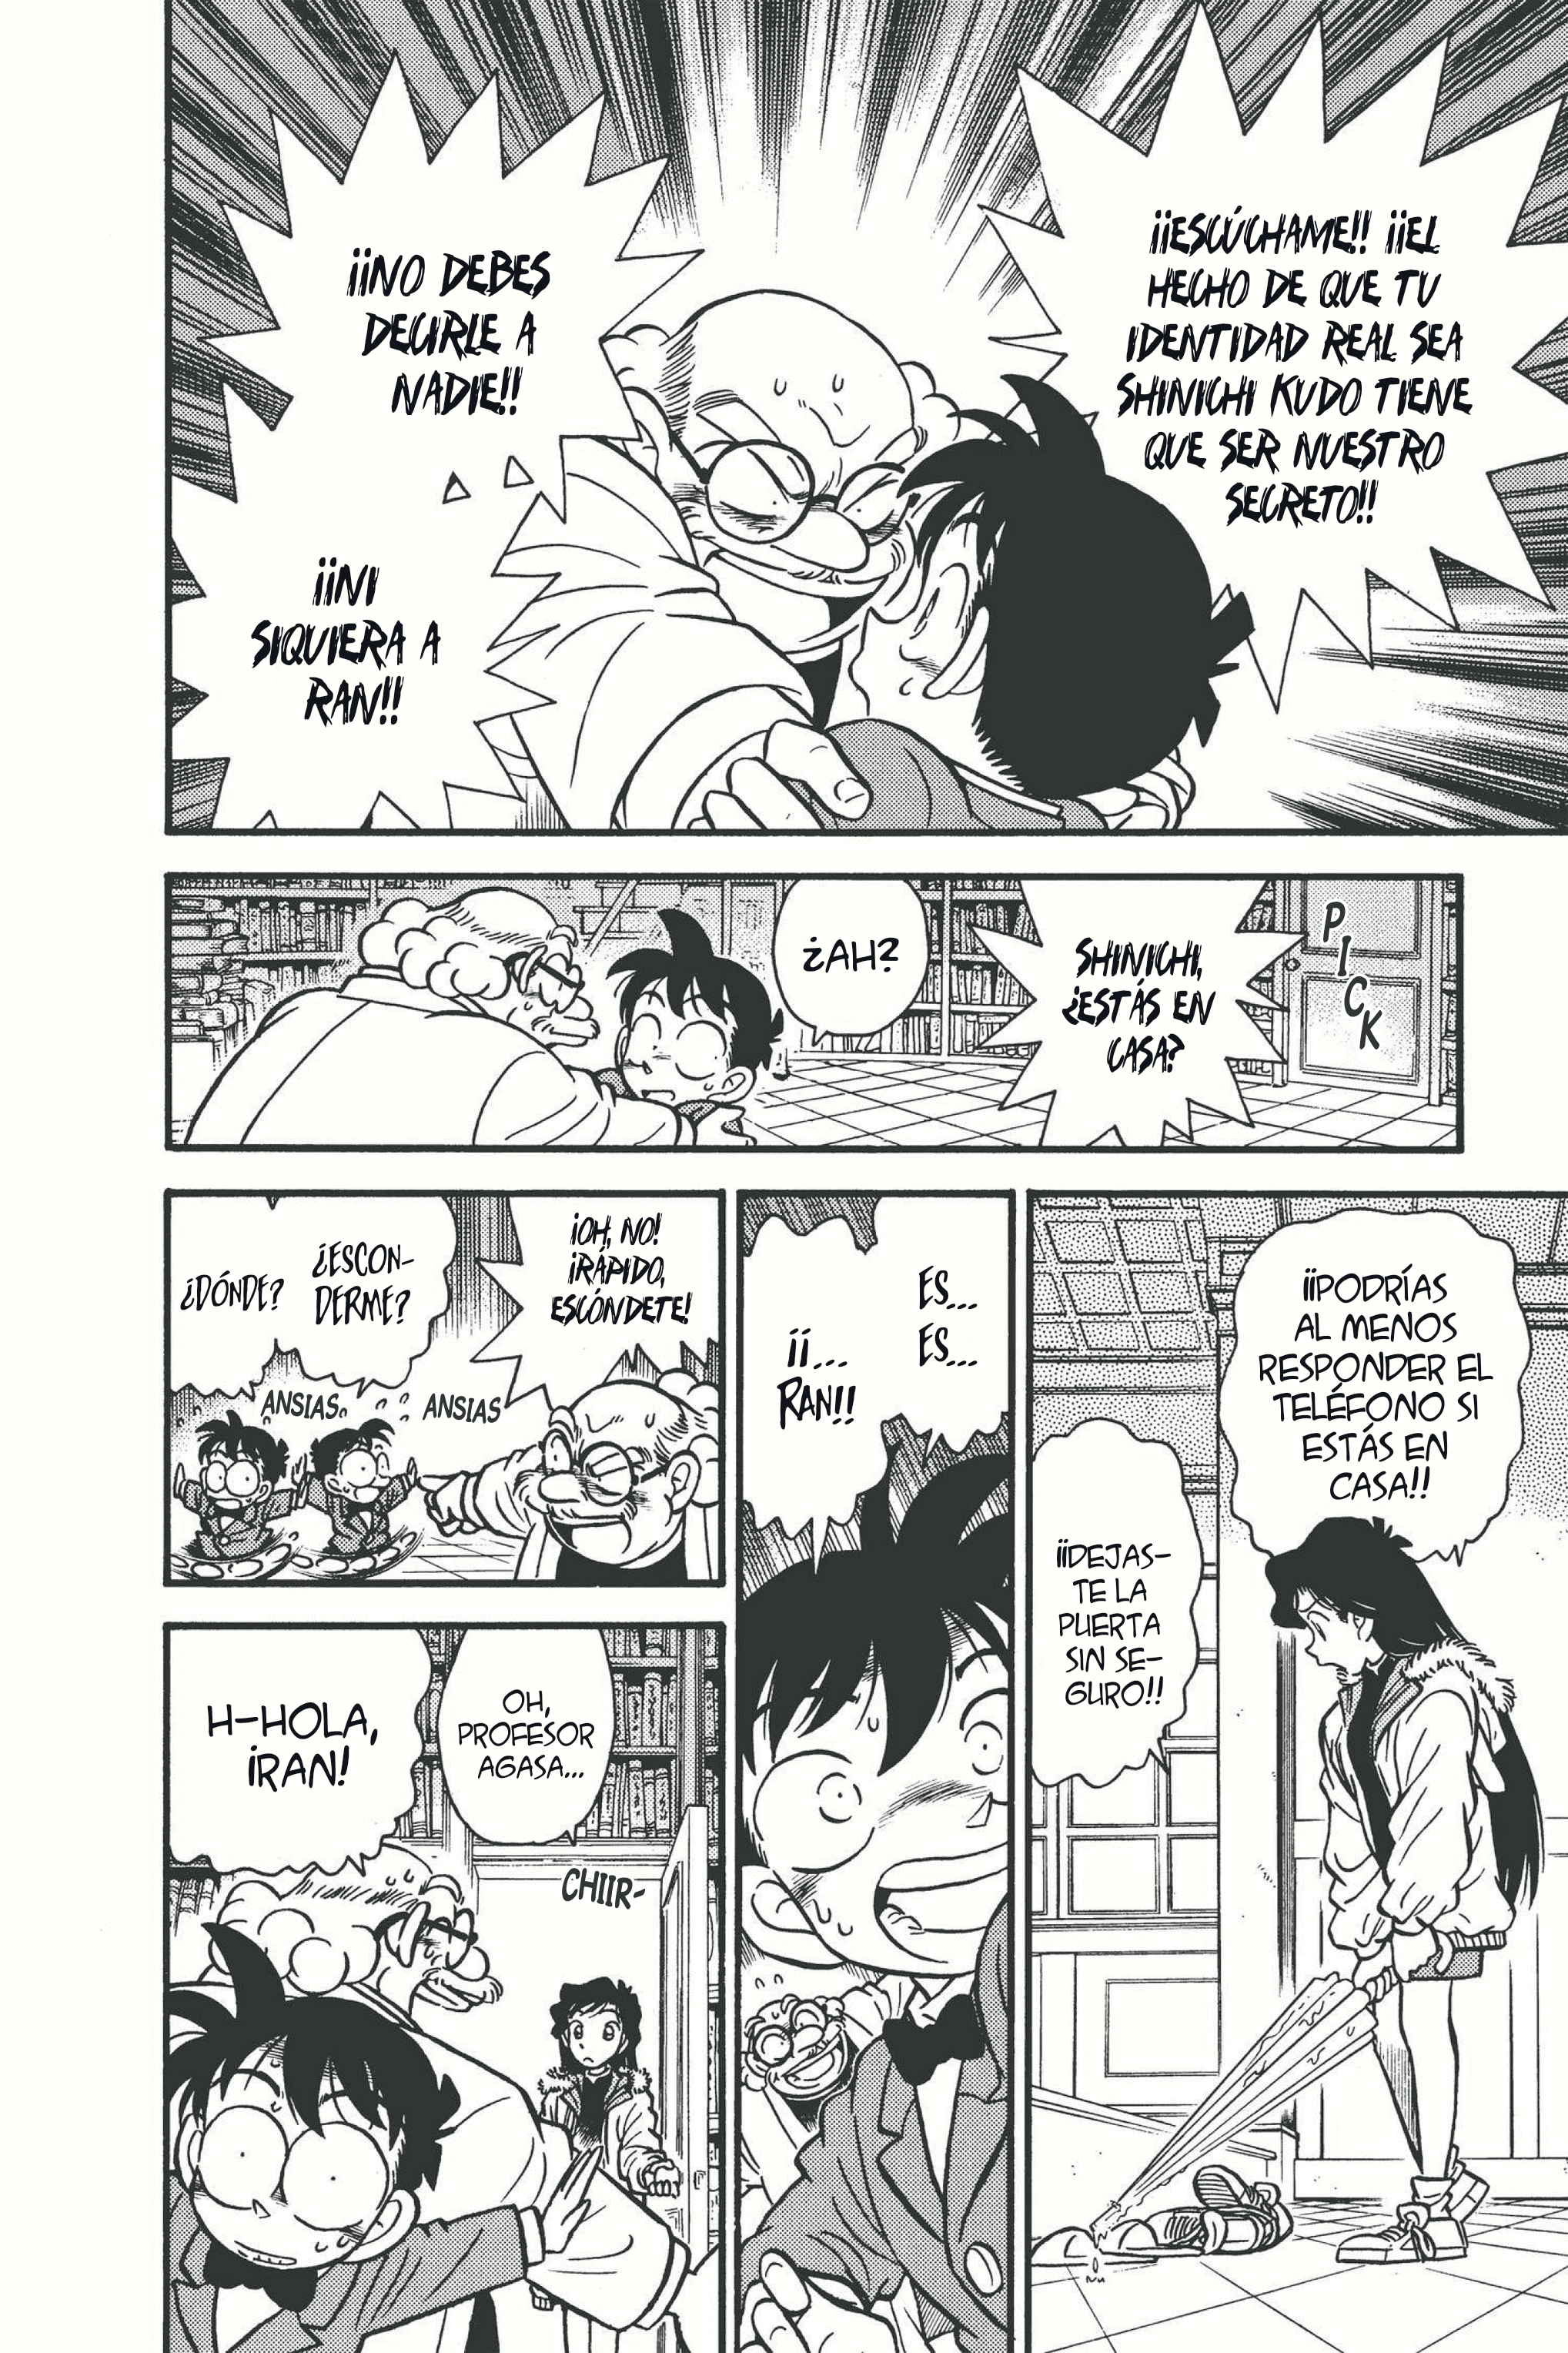 ¡¡ESCÚCHAME!! ¡¡EL
HECHO DE QUE TU
IDENTIDAD REAL SEA
SHINICHI KUDO TIENE
QUE SER NUESTRO
SECRETO!!
¡¡NO DEBES
DECIRLE A
NADIE!!
¡¡NI
SIQUIERA A
RAN!!
PICK
SHINICHI,
¿ESTÁS EN
CASA?
¿AH?
¡¡PODRÍAS
AL MENOS
RESPONDER EL
TELÉFONO SI
ESTÁS EN
CASA!!
¡¡DEJAS-
TE LA
PUERTA
SIN SE-
GURO!!
ES...
ES...
¡¡...
RAN!!
¡OH, NO!
¡RÁPIDO,
ESCÓNDETE!
¿ESCON-
DERME?
¿DÓNDE?
ANSIAS
ANSIAS
OH,
PROFESOR
AGASA...
H-HOLA,
¡RAN!
CHIIR-